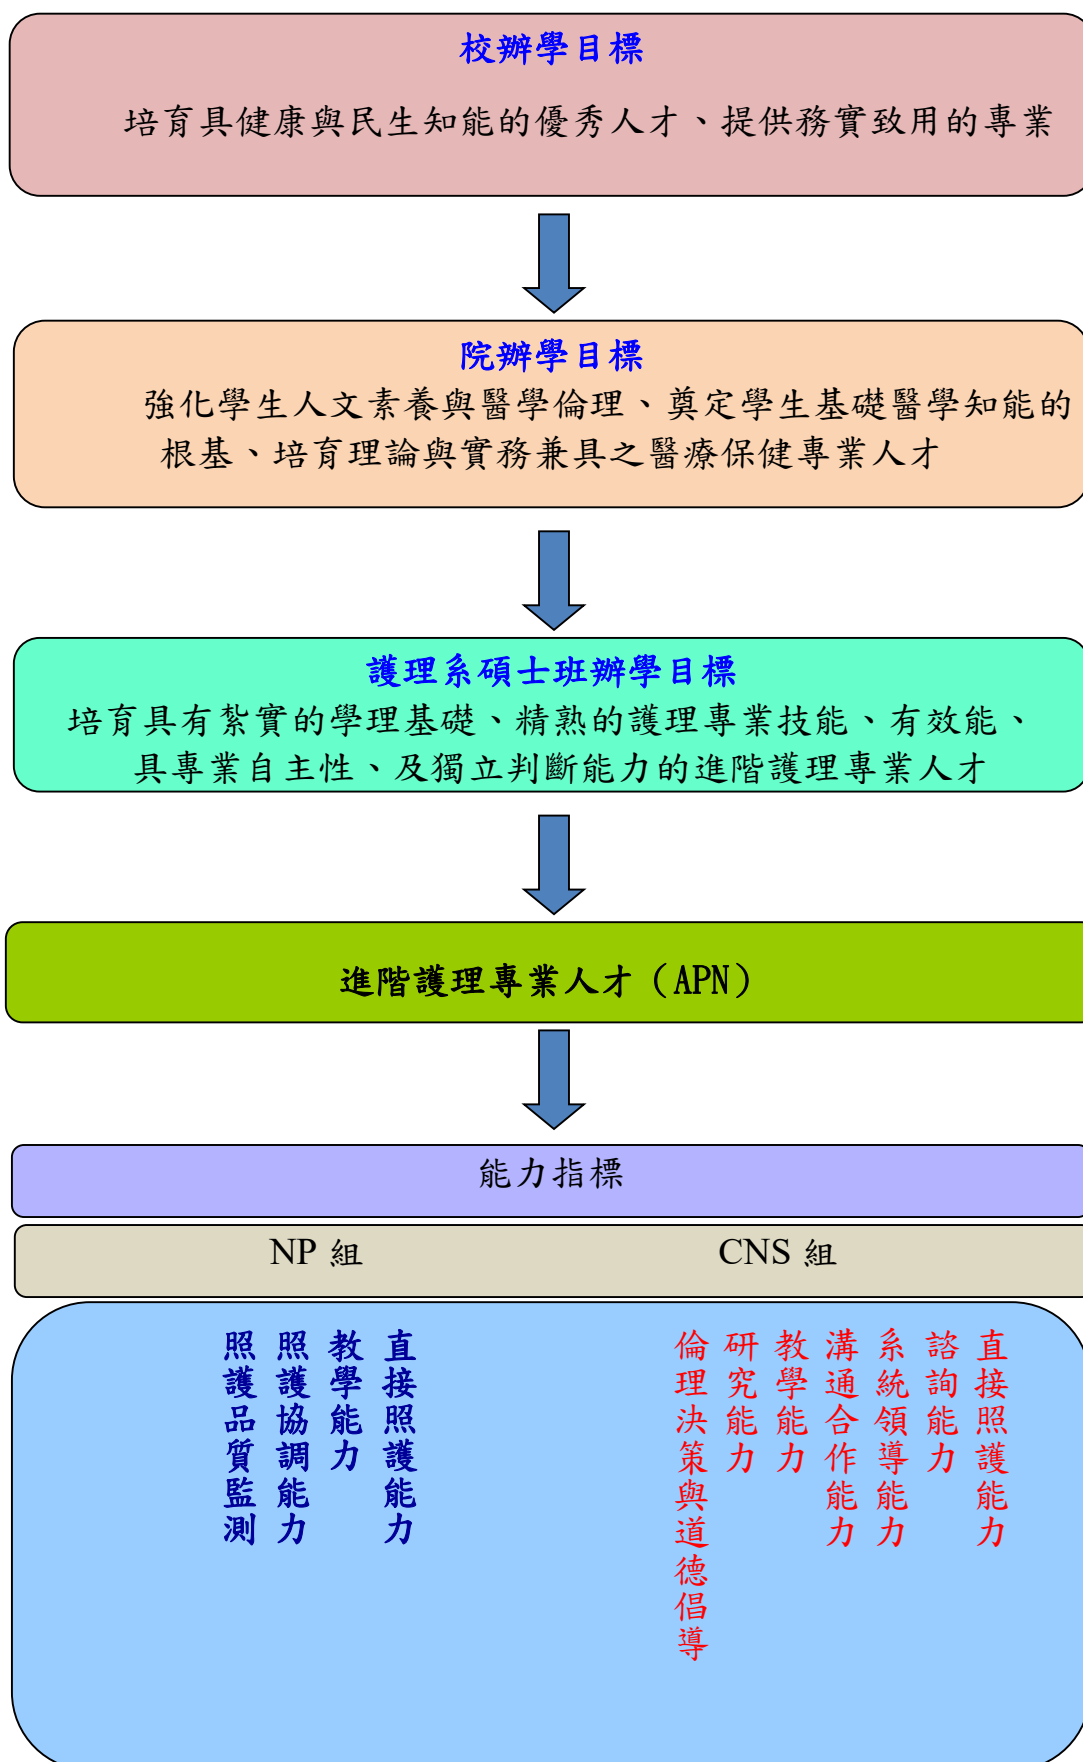 校辦學目標
培育具健康與民生知能的優秀人才、提供務實致用的專業
院辦學目標
強化學生人文素養與醫學倫理、奠定學生基礎醫學知能的
根基、培育理論與實務兼具之醫療保健專業人才
護理系碩士班辦學目標
培育具有紮實的學理基礎、精熟的護理專業技能、有效能、
具專業自主性、及獨立判斷能力的進階護理專業人才
進階護理專業人才（APN）
能力指標
NP 組
CNS 組
直接照護能力
教學能力
照護協調能力
照護品質監測
直接照護能力
諮詢能力
系統領導能力
溝通合作能力
教學能力
研究能力
倫理決策與道德倡導